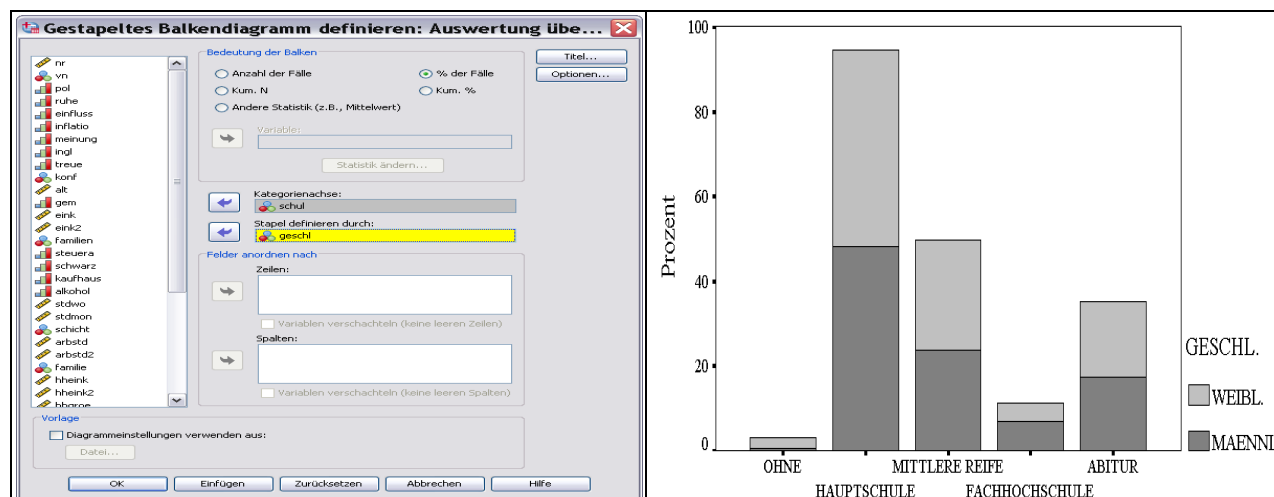 Gestapeltes Balkendiagramm definieren: Auswertung übe...
nr
vn
pol
ruhe
einfluss
inflatio
meinung
ingl
treue
konf
alt
gem
eink
eink2
familien
steuera
schwarz
kaufhaus
alkohol
stdwo
stdmon
schicht
arbstd
arbstd2
familie
hheink
hheink2
hhgroe
Bedeutung der Balken
Anzahl der Fälle
% der Fälle
Kum. N
Kum. %
Andere Statistik (z.B., Mittelwert)
Variable:
Statistik ändern...
Titel...
Optionen...
Kategorienachse:
schul
Stapel definieren durch:
geschl
Felder anordnen nach
Zeilen:
Variablen verschachteln (keine leeren Zeilen)
Spalten:
Variablen verschachteln (keine leeren Spalten)
Vorlage
Diagrammeinstellungen verwenden aus:
Datei...
OK
Einfügen
Zurücksetzen
Abbrechen
Hilfe
100
80
60
40
20
0
Prozent
OHNE
HAUPTSCHULE
MITTLERE REIFE
FACHHOCHSCHULE
ABITUR
GESCHL.
WEIBL.
MAENNL